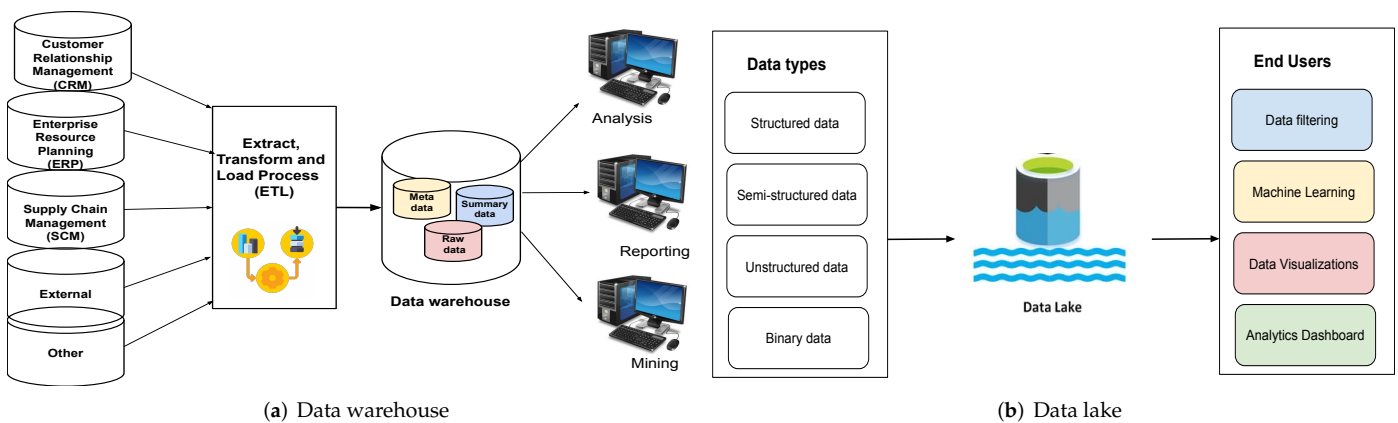 Customer
Relationship
Management
(CRM)
Enterprise
Resource
Planning
(ERP)
Supply Chain
Management
(SCM)
External
Other
Extract,
Transform and
Load Process
(ETL)
Meta
data
Summary
data
Raw
data
Data warehouse
Analysis
Reporting
Mining
(a) Data warehouse
Data types
Structured data
Semi-structured data
Unstructured data
Binary data
Data Lake
End Users
Data filtering
Machine Learning
Data Visualizations
Analytics Dashboard
(b) Data lake